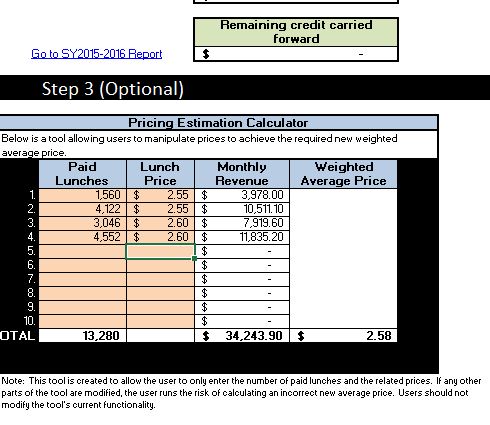 Remaining credit carried
forward
Go to SY2015-2016 Report
$ -
Step 3 (Optional)
Pricing Estimation Calculator
Below is a tool allowing users to manipulate prices to achieve the required new weighted
average price.
Paid Lunch Monthly Weighted
Lunches Price Revenue Average Price
1. 1,560 $ 2.55 $ 3,978.00
2. 4,122 $ 2.55 $ 10,511.10
3. 3,046 $ 2.60 $ 7,919.60
4. 4,552 $ 2.60 $ 11,835.20
5. $ -
6. $ -
7. $ -
8. $ -
9. $ -
10. $ -
OTAL 13,280 $ 34,243.90 $ 2.58
Note: This tool is created to allow the user to only enter the number of paid lunches and the related prices. If any other
parts of the tool are modified, the user runs the risk of calculating an incorrect new average price. Users should not
modify the tool's current functionality.